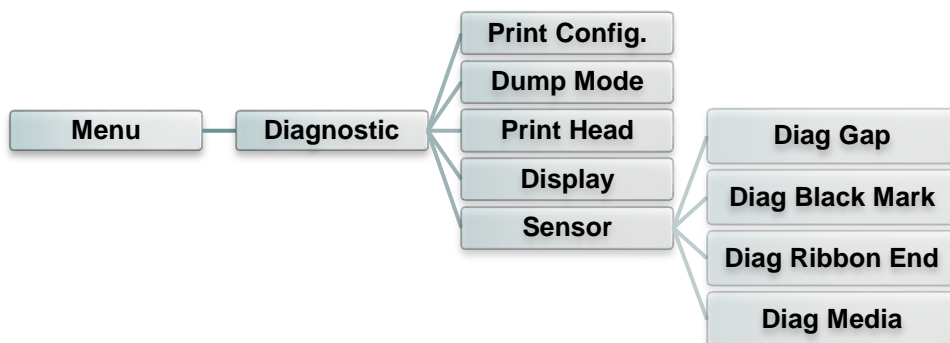 Menu
Diagnostic
Print Config.
Dump Mode
Print Head
Display
Sensor
Diag Gap
Diag Black Mark
Diag Ribbon End
Diag Media